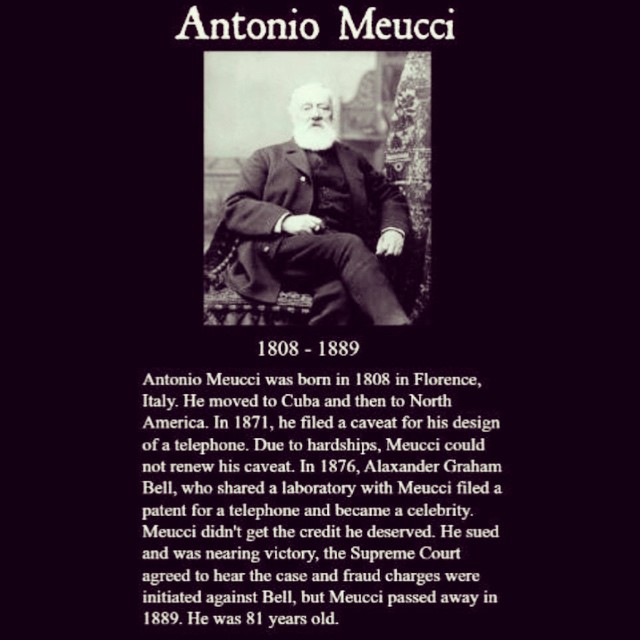 Antonio Meucci
1808 - 1889
Antonio Meucci was born in 1808 in Florence,
Italy. He moved to Cuba and then to North
America. In 1871, he filed a caveat for his design
of a telephone. Due to hardships, Meucci could
not renew his caveat. In 1876, Alaxander Graham
Bell, who shared a laboratory with Meucci filed a
patent for a telephone and became a celebrity.
Meucci didn't get the credit he deserved. He sued
and was nearing victory, the Supreme Court
agreed to hear the case and fraud charges were
initiated against Bell, but Meucci passed away in
1889. He was 81 years old.